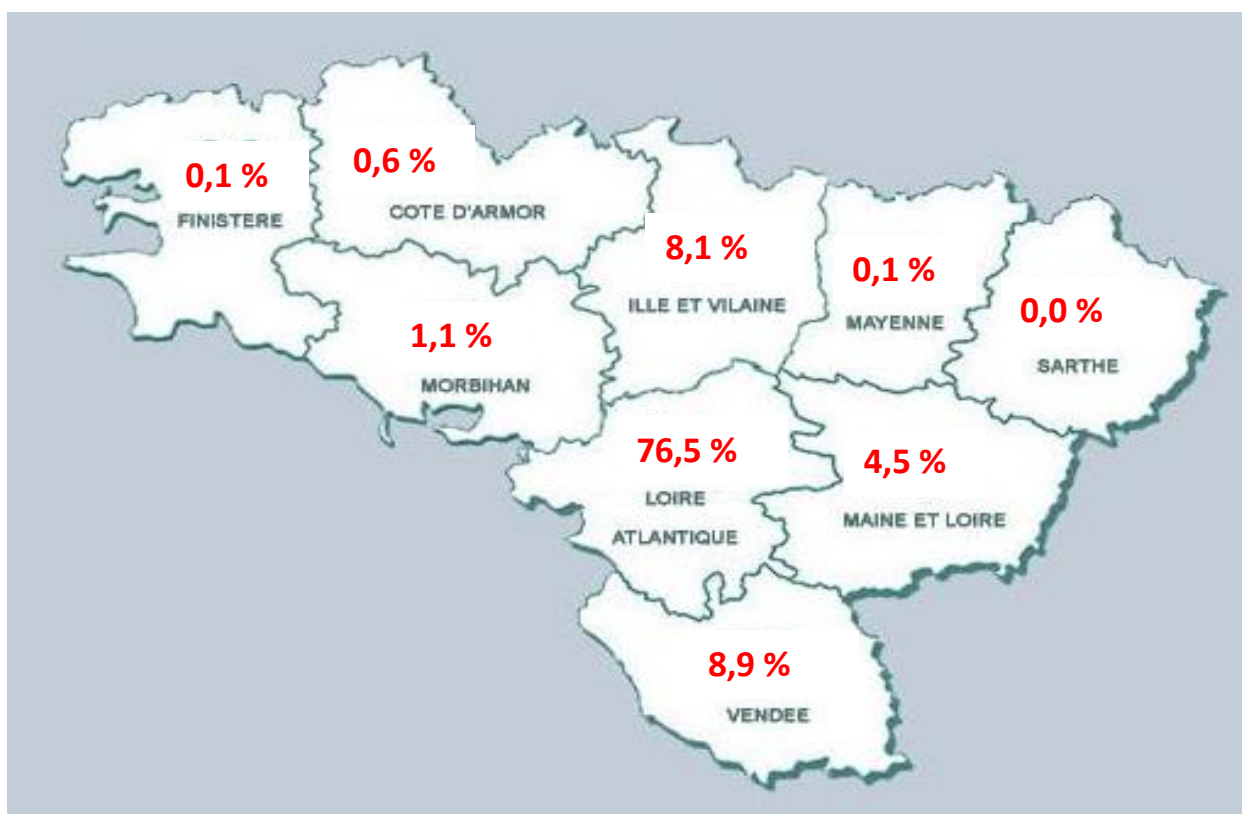 0,1 %
FINISTERE
0,6 %
COTE D'ARMOR
8,1 %
ILLE ET VILAINE
0,1 %
MAYENNE
0,0 %
SARTHE
1,1 %
MORBIHAN
76,5 %
LOIRE
ATLANTIQUE
4,5 %
MAINE ET LOIRE
8,9 %
VENDEE